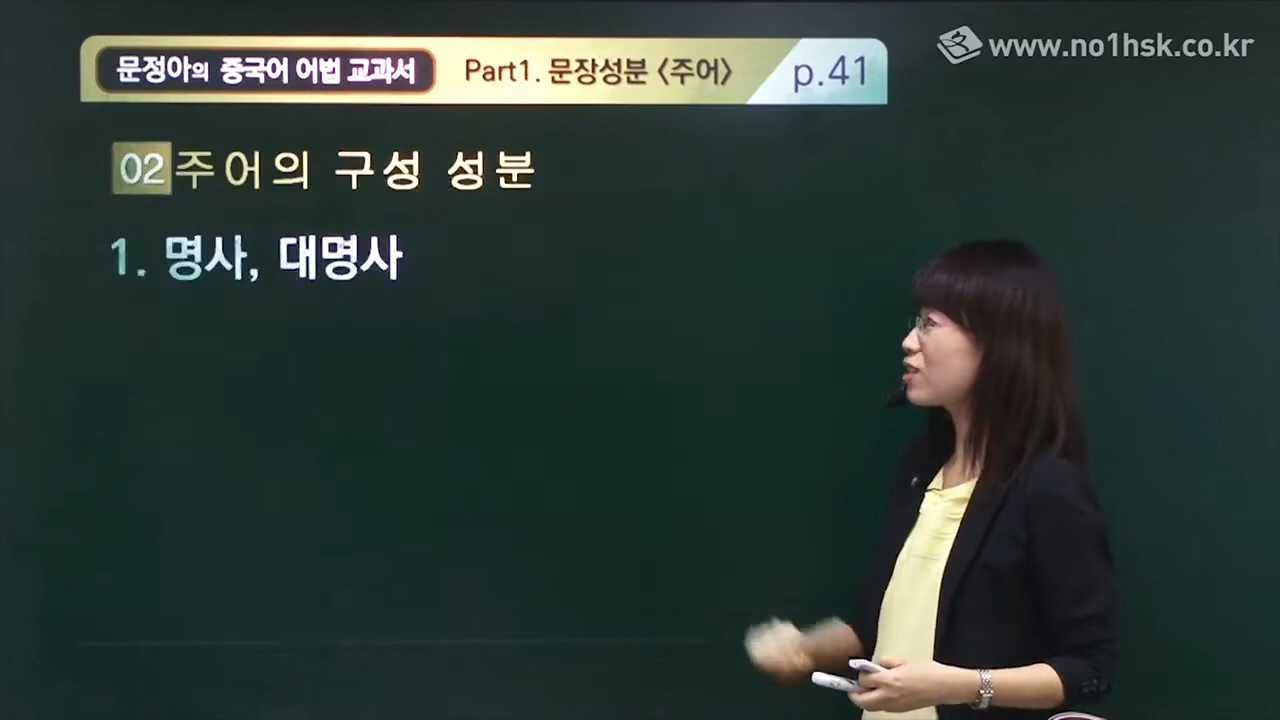 www.no1hsk.co.kr
문정아의 중국어 어법 교과서 Part1. 문장성분 〈주어〉 p.41
02 주어의 구성 성분
1. 명사, 대명사